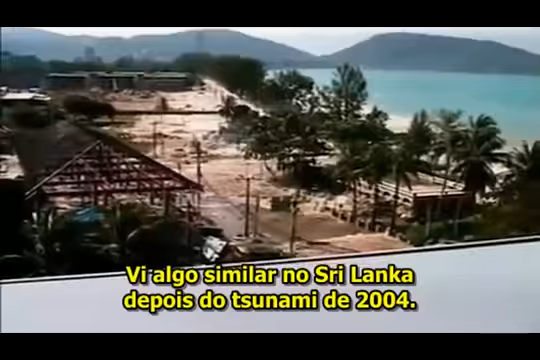 Vi algo similar no Sri Lanka
depois do tsunami de 2004.